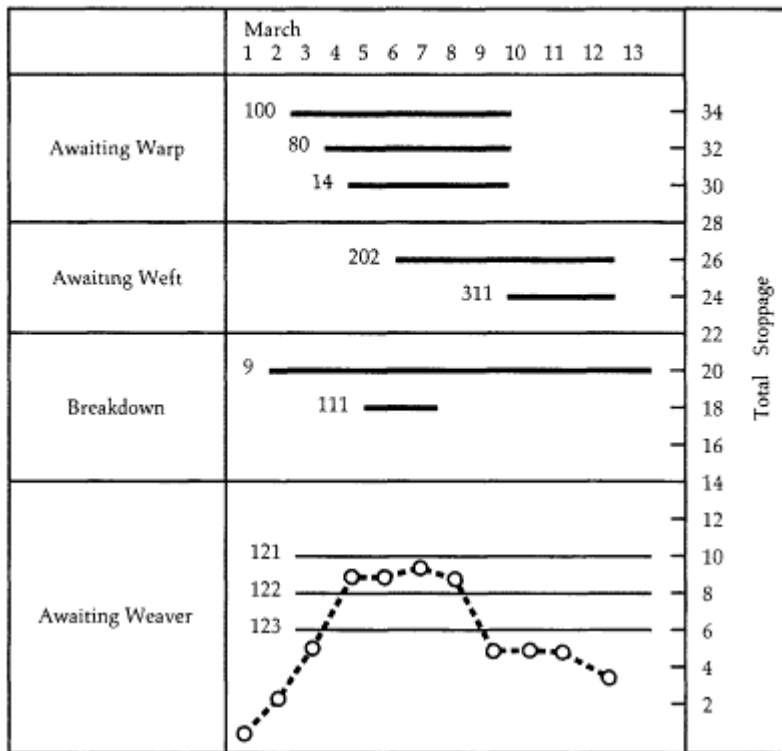 March
1 2 3 4 5 6 7 8 9 10 11 12 13
100 34
Awaiting Warp 80 32
14 30
28
Awaiting Weft 202 26
311 24
22
9 20
Breakdown 111 18
16
14
12
121 10
122 8
Awaiting Weaver 123 6
4
2
Total Stoppage